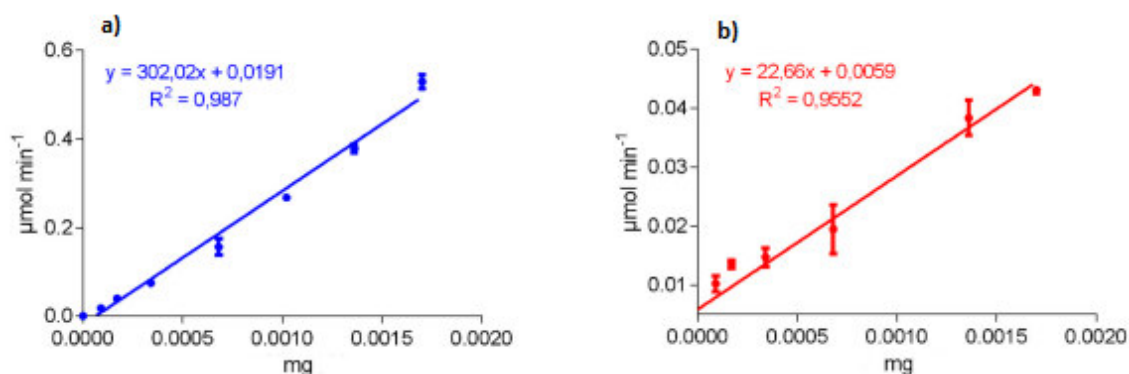 a)
y = 302,02x + 0,0191
R² = 0,987
µmol min⁻¹
0.6
0.4
0.2
0.0
0.0000 0.0005 0.0010 0.0015 0.0020
mg
b)
y = 22,66x + 0,0059
R² = 0,9552
µmol min⁻¹
0.05
0.04
0.03
0.02
0.01
0.0000 0.0005 0.0010 0.0015 0.0020
mg